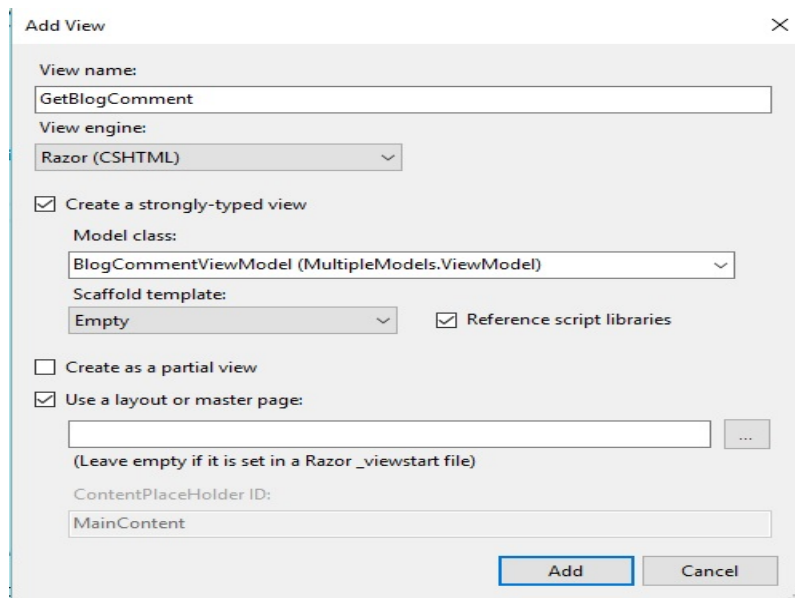 Add View
View name:
GetBlogComment
View engine:
Razor (CSHTML)
Create a strongly-typed view
Model class:
BlogCommentViewModel (MultipleModels.ViewModel)
Scaffold template:
Empty
Reference script libraries
Create as a partial view
Use a layout or master page:
...
(Leave empty if it is set in a Razor _viewstart file)
ContentPlaceHolder ID:
MainContent
Add
Cancel